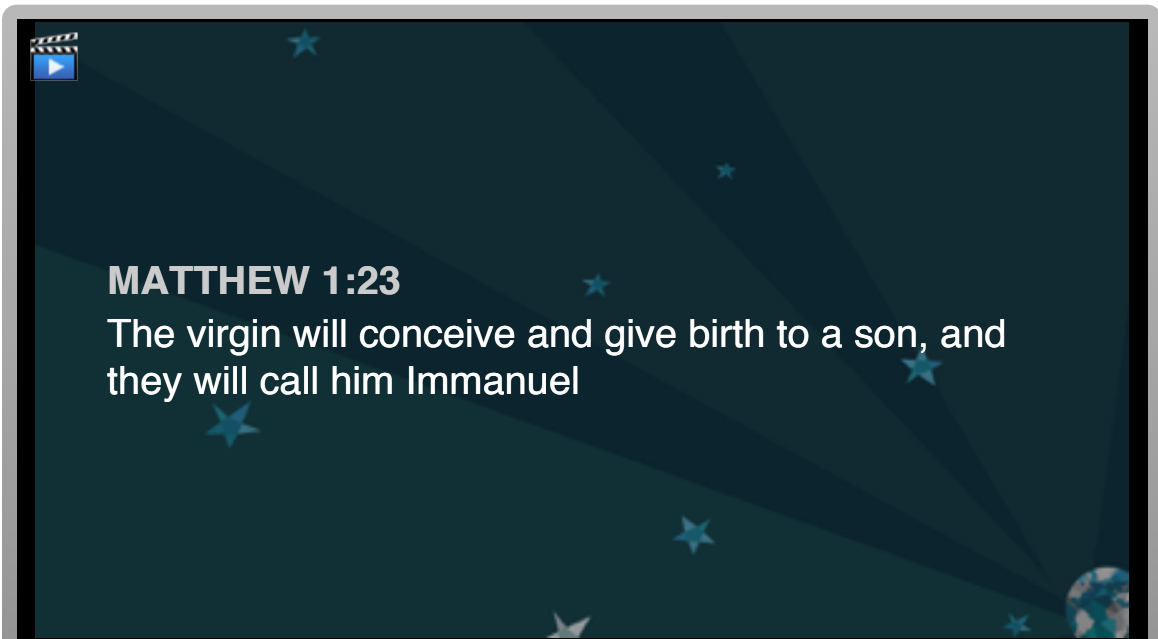 MATTHEW 1:23
The virgin will conceive and give birth to a son, and
they will call him Immanuel